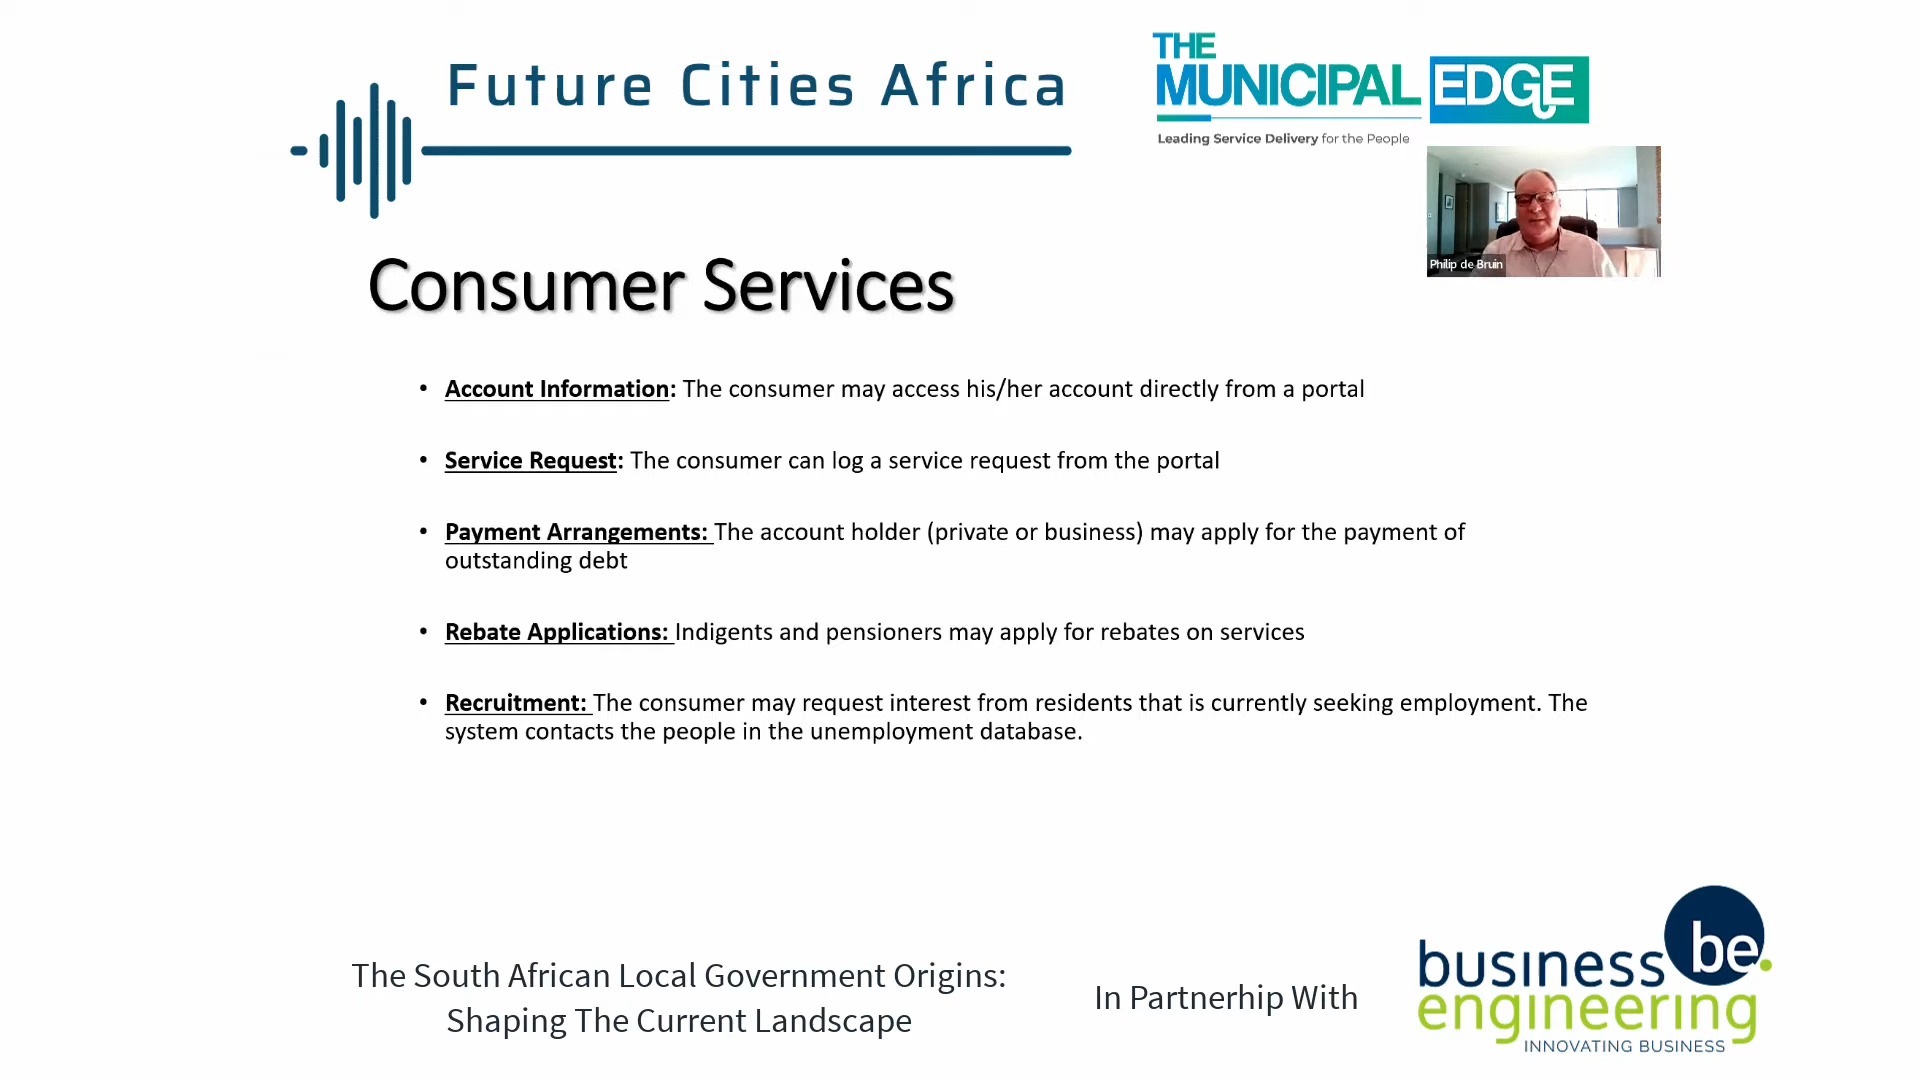 Future Cities Africa
THE
MUNICIPAL EDGE
Leading Service Delivery for the People
Philip de Bruin
Consumer Services
• Account Information: The consumer may access his/her account directly from a portal
• Service Request: The consumer can log a service request from the portal
• Payment Arrangements: The account holder (private or business) may apply for the payment of
outstanding debt
• Rebate Applications: Indigents and pensioners may apply for rebates on services
• Recruitment: The consumer may request interest from residents that is currently seeking employment. The
system contacts the people in the unemployment database.
The South African Local Government Origins:
Shaping The Current Landscape
In Partnerhip With
business be.
engineering
INNOVATING BUSINESS